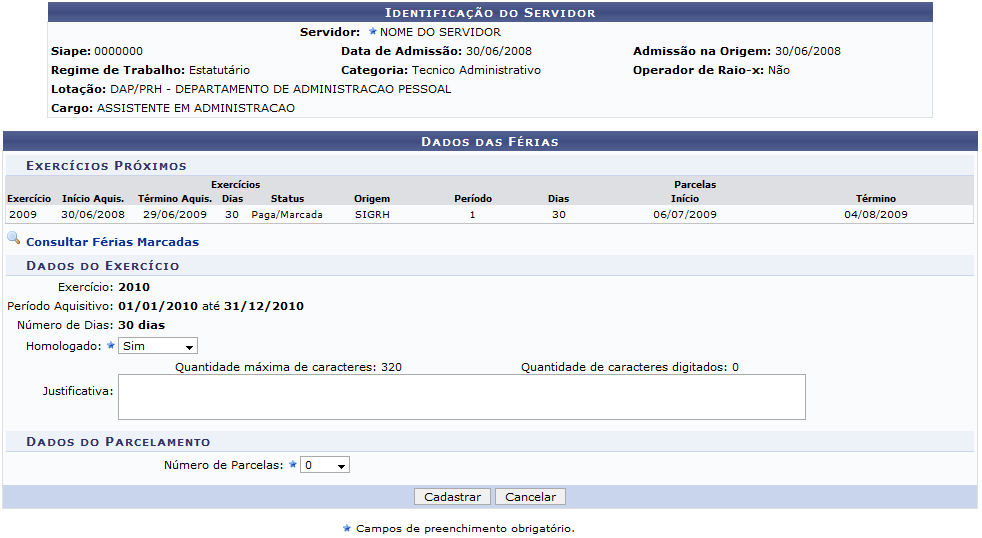 IDENTIFICAÇÃO DO SERVIDOR
Servidor: NOME DO SERVIDOR
Siape: 0000000 Data de Admissão: 30/06/2008 Admissão na Origem: 30/06/2008
Regime de Trabalho: Estatutário Categoria: Tecnico Administrativo Operador de Raio-x: Não
Lotação: DAP/PRH - DEPARTAMENTO DE ADMINISTRACAO PESSOAL
Cargo: ASSISTENTE EM ADMINISTRACAO
DADOS DAS FÉRIAS
EXERCÍCIOS PRÓXIMOS
Exercícios Parcelas
Exercício Início Aquis. Término Aquis. Dias Status Origem Período Dias Início Término
2009 30/06/2008 29/06/2009 30 Paga/Marcada SIGRH 1 30 06/07/2009 04/08/2009
Consultar Férias Marcadas
DADOS DO EXERCÍCIO
Exercício: 2010
Período Aquisitivo: 01/01/2010 até 31/12/2010
Número de Dias: 30 dias
Homologado: Sim
Quantidade máxima de caracteres: 320 Quantidade de caracteres digitados: 0
Justificativa:
DADOS DO PARCELAMENTO
Número de Parcelas: 0
Cadastrar Cancelar
Campos de preenchimento obrigatório.